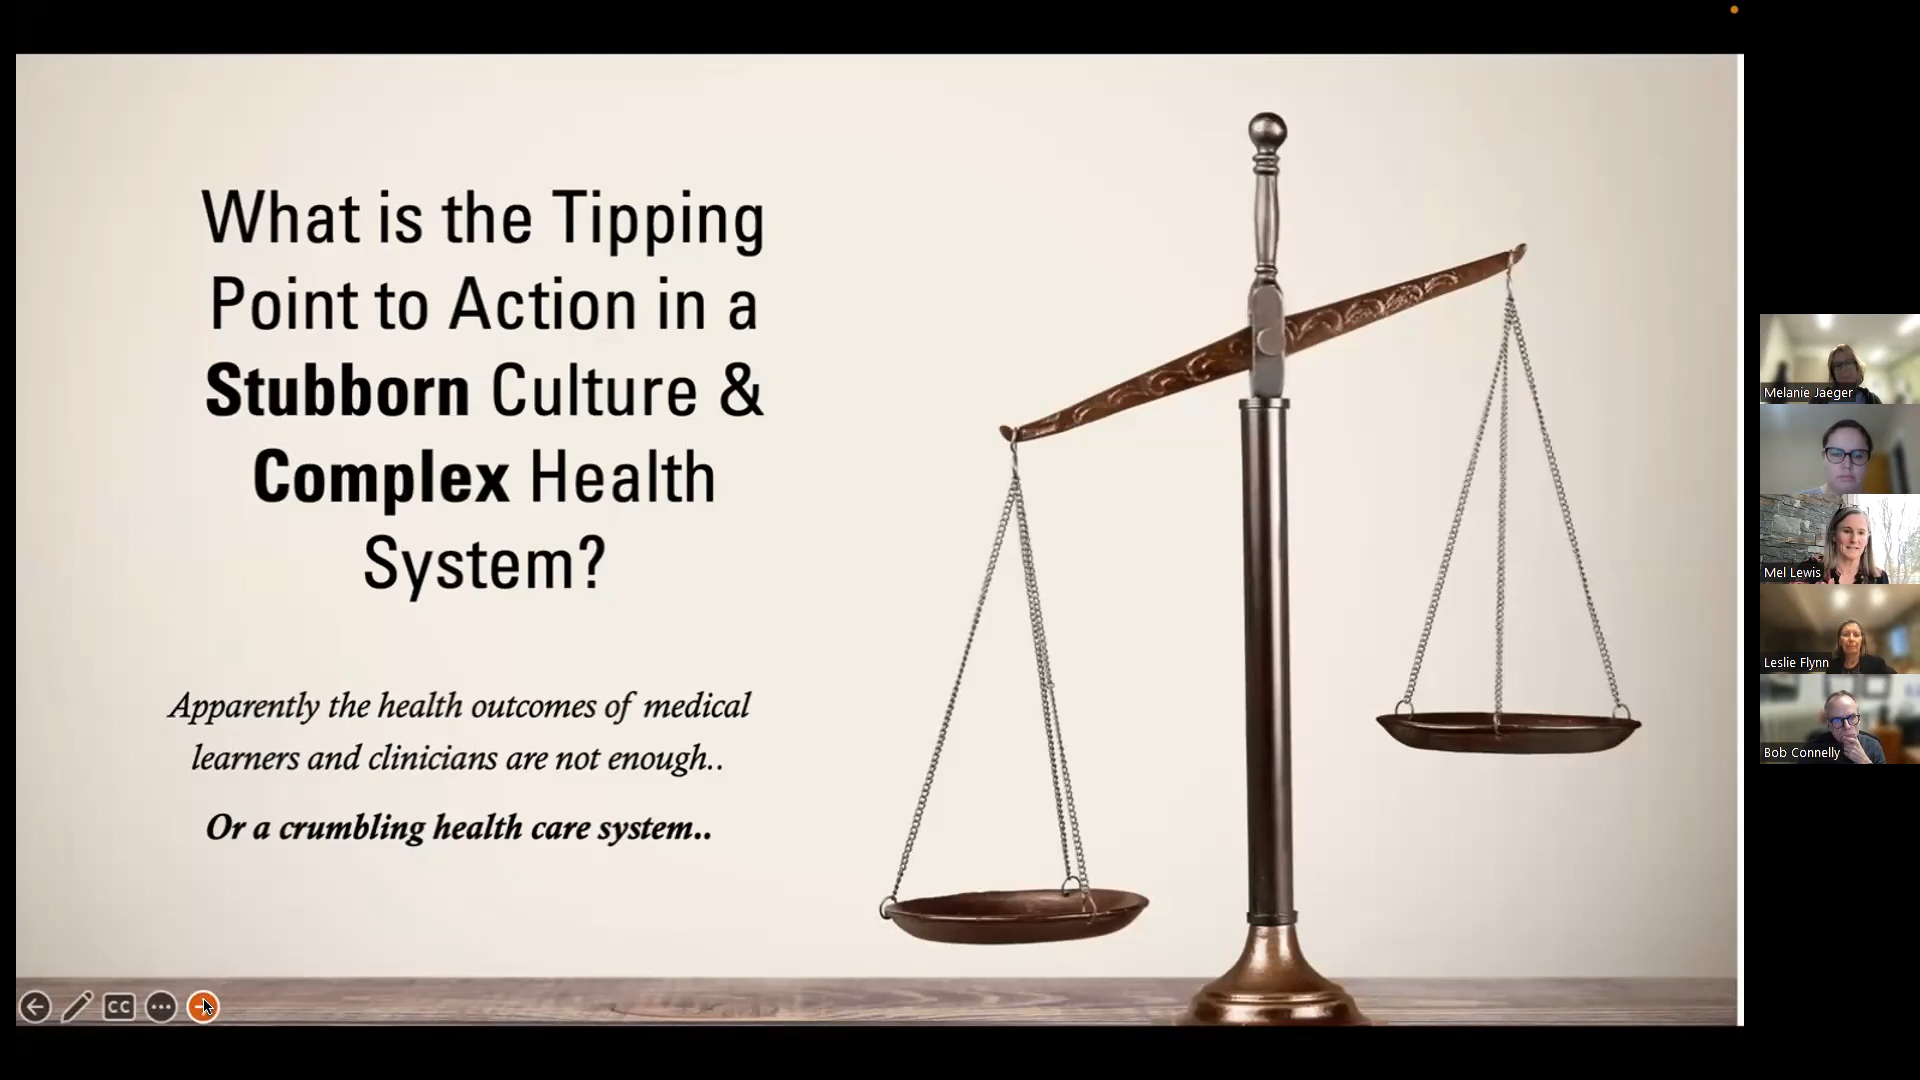 What is the Tipping
Point to Action in a
Stubborn Culture &
Complex Health
System?
Apparently the health outcomes of medical
learners and clinicians are not enough..
Or a crumbling health care system..
CC
Melanie Jaeger
Mel Lewis
Leslie Flynn
Bob Connelly